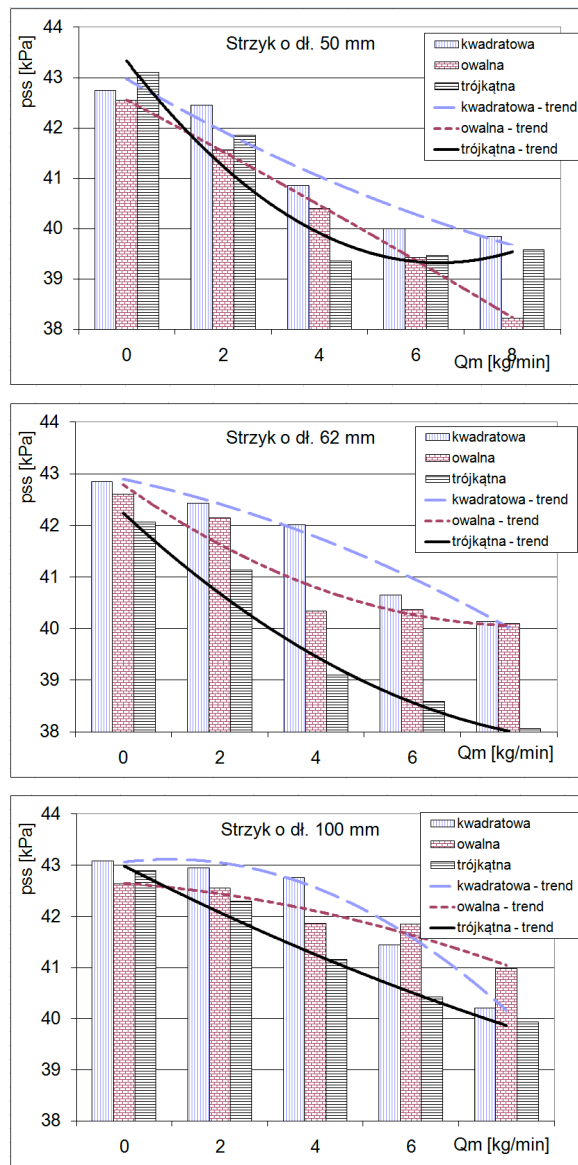 Strzyk o dł. 50 mm
pss [kPa]
44
43
42
41
40
39
38
kwadratowa
owalna
trójkątna
kwadratowa - trend
owalna - trend
trójkątna - trend
0 2 4 6 8
Qm [kg/min]
Strzyk o dł. 62 mm
pss [kPa]
44
43
42
41
40
39
38
kwadratowa
owalna
trójkątna
kwadratowa - trend
owalna - trend
trójkątna - trend
0 2 4 6
Qm [kg/min]
Strzyk o dł. 100 mm
pss [kPa]
44
43
42
41
40
39
38
kwadratowa
owalna
trójkątna
kwadratowa - trend
owalna - trend
trójkątna - trend
0 2 4 6
Qm [kg/min]